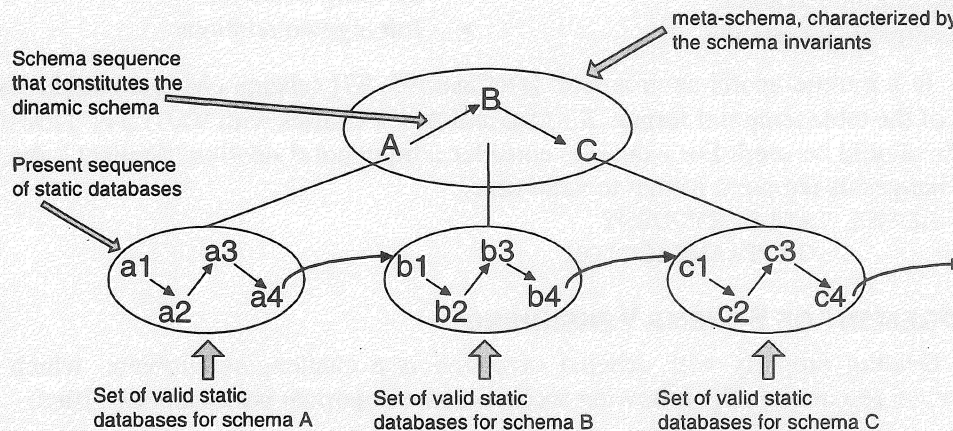 meta-schema, characterized by
the schema invariants
Schema sequence
that constitutes the
dinamic schema
B
A
C
Present sequence
of static databases
a1
a2
a3
a4
b1
b2
b3
b4
c1
c2
c3
c4
Set of valid static
databases for schema A
Set of valid static
databases for schema B
Set of valid static
databases for schema C